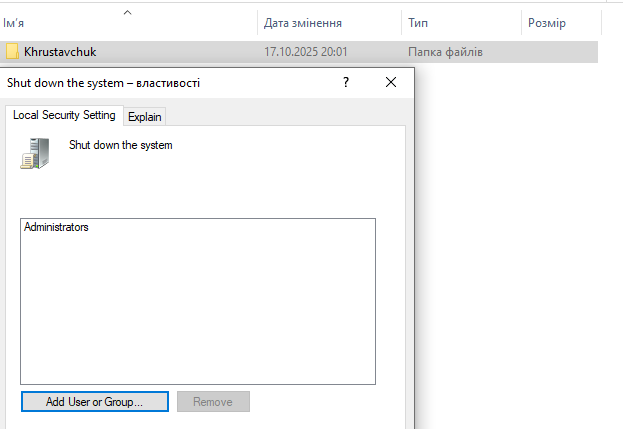 Ім'я Дата змінення Тип Розмір
Khrustavchuk 17.10.2025 20:01 Папка файлів
Shut down the system – властивості ?
Local Security Setting Explain
Shut down the system
Administrators
Add User or Group... Remove